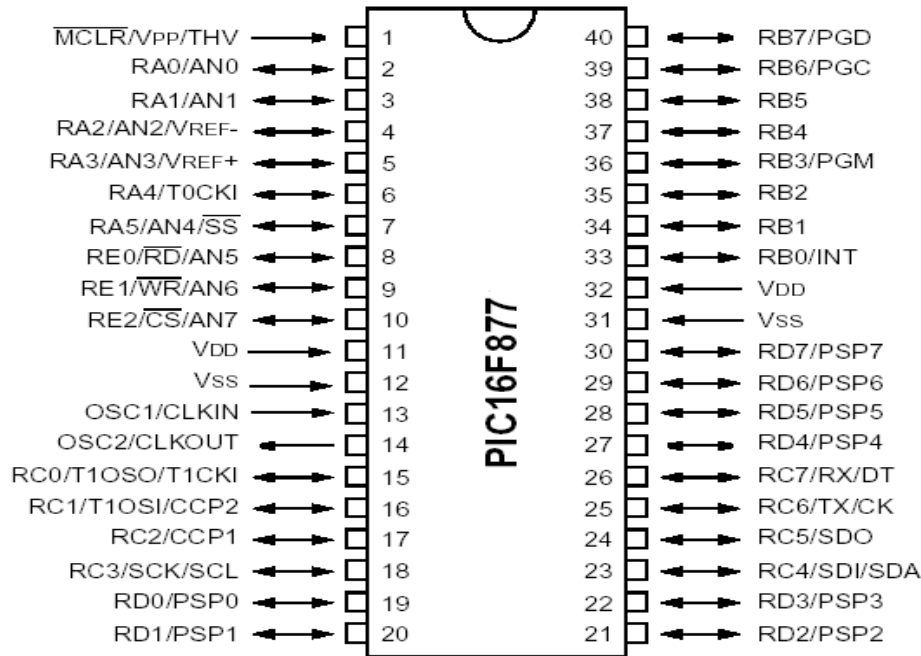 MCLR/VPP/THV 1 40 RB7/PGD
RA0/AN0 2 39 RB6/PGC
RA1/AN1 3 38 RB5
RA2/AN2/VREF- 4 37 RB4
RA3/AN3/VREF+ 5 36 RB3/PGM
RA4/T0CKI 6 35 RB2
RA5/AN4/SS 7 34 RB1
RE0/RD/AN5 8 33 RB0/INT
RE1/WR/AN6 9 32 VDD
RE2/CS/AN7 10 31 VSS
VDD 11 30 RD7/PSP7
VSS 12 29 RD6/PSP6
OSC1/CLKIN 13 28 RD5/PSP5
OSC2/CLKOUT 14 27 RD4/PSP4
RC0/T1OSO/T1CKI 15 26 RC7/RX/DT
RC1/T1OSI/CCP2 16 25 RC6/TX/CK
RC2/CCP1 17 24 RC5/SDO
RC3/SCK/SCL 18 23 RC4/SDI/SDA
RD0/PSP0 19 22 RD3/PSP3
RD1/PSP1 20 21 RD2/PSP2
PIC16F877